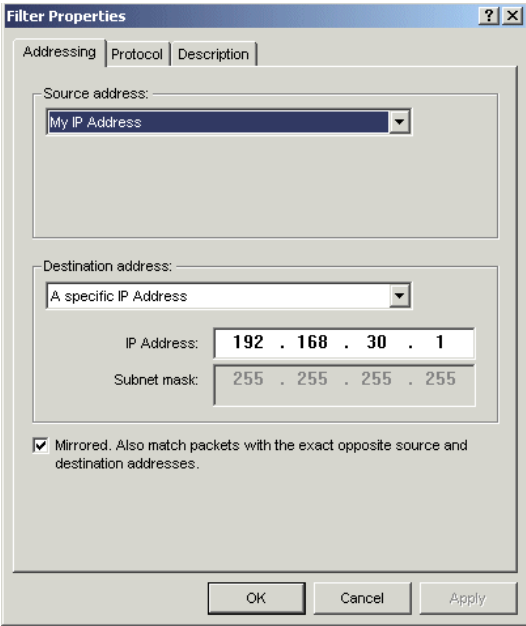 Filter Properties
Addressing Protocol Description
Source address:
My IP Address
Destination address:
A specific IP Address
IP Address: 192 . 168 . 30 . 1
Subnet mask: 255 . 255 . 255 . 255
Mirrored. Also match packets with the exact opposite source and
destination addresses.
OK Cancel Apply